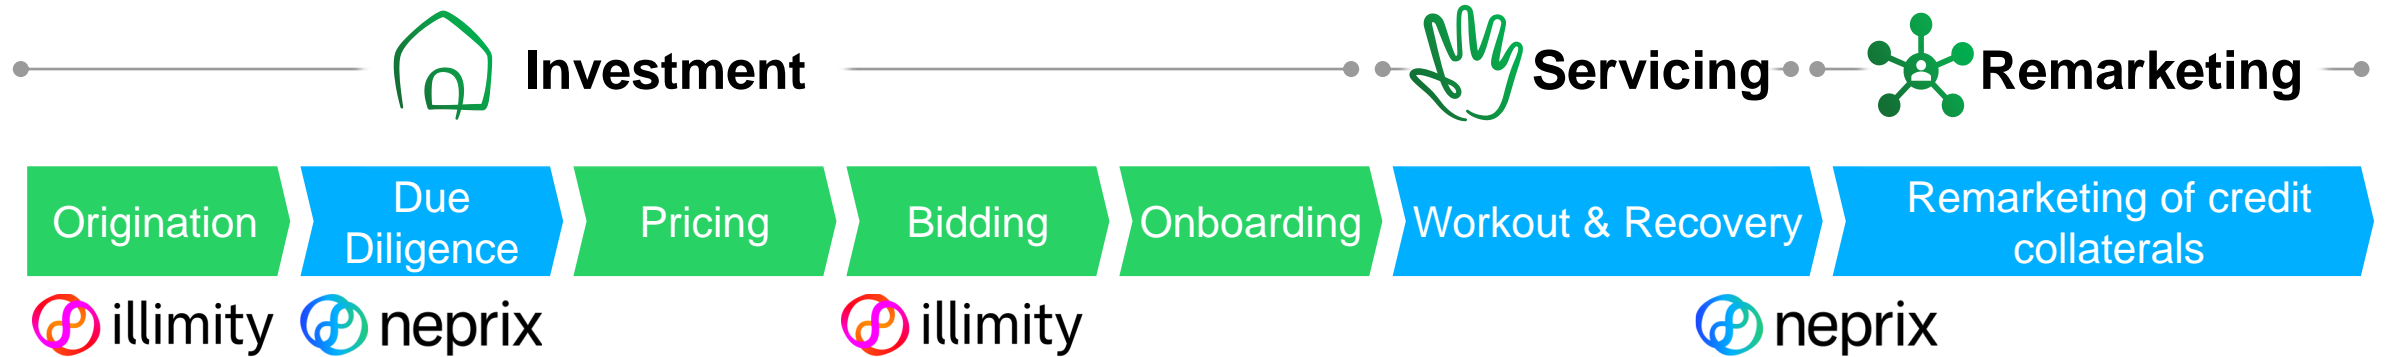 Investment
Servicing
Remarketing
Origination
Due
Diligence
Pricing
Bidding
Onboarding
Workout & Recovery
Remarketing of credit
collaterals
illimity
neprix
illimity
neprix